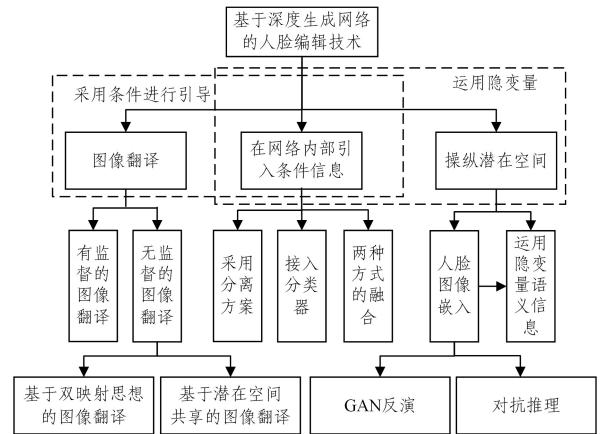 基于深度生成网络
的人脸编辑技术
采用条件进行引导
运用隐变量
图像翻译
在网络内部引
入条件信息
操纵潜在空间
有监
督的
图像
翻译
无监
督的
图像
翻译
采用
分离
方案
接入
分类
器
两种
方式
的融
合
人脸
图像
嵌入
运用
隐变
量语
义信
息
基于双映射思想
的图像翻译
基于潜在空间
共享的图像翻译
GAN反演
对抗推理